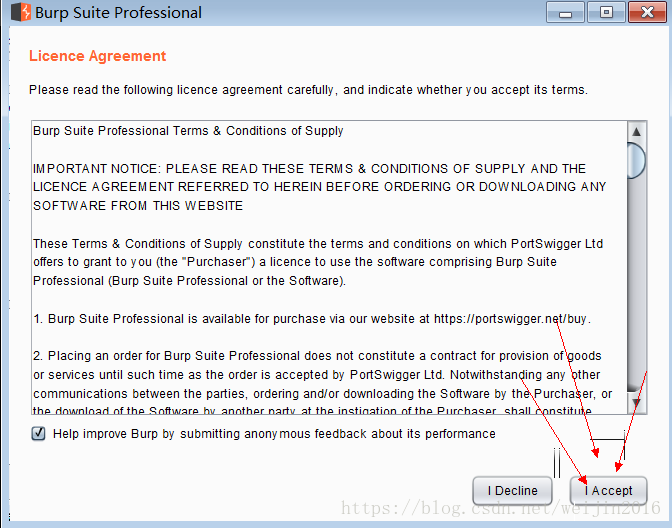 Burp Suite Professional
Licence Agreement
Please read the following licence agreement carefully, and indicate whether you accept its terms.
Burp Suite Professional Terms & Conditions of Supply
IMPORTANT NOTICE: PLEASE READ THESE TERMS & CONDITIONS OF SUPPLY AND THE
LICENCE AGREEMENT REFERRED TO HEREIN BEFORE ORDERING OR DOWNLOADING ANY
SOFTWARE FROM THIS WEBSITE
These Terms & Conditions of Supply constitute the terms and conditions on which PortSwigger Ltd
offers to grant to you (the "Purchaser") a licence to use the software comprising Burp Suite
Professional (Burp Suite Professional or the Software).
1. Burp Suite Professional is available for purchase via our website at https://portswigger.net/buy.
2. Placing an order for Burp Suite Professional does not constitute a contract for provision of goods
or services until such time as the order is accepted by PortSwigger Ltd. Notwithstanding any other
communications between the parties, ordering and/or downloading the Software by the Purchaser, or
the download of the Software by another party at the instigation of the Purchaser, shall constitute
Help improve Burp by submitting anonymous feedback about its performance
I Decline
I Accept
https://blog.csdn.net/weijin2016